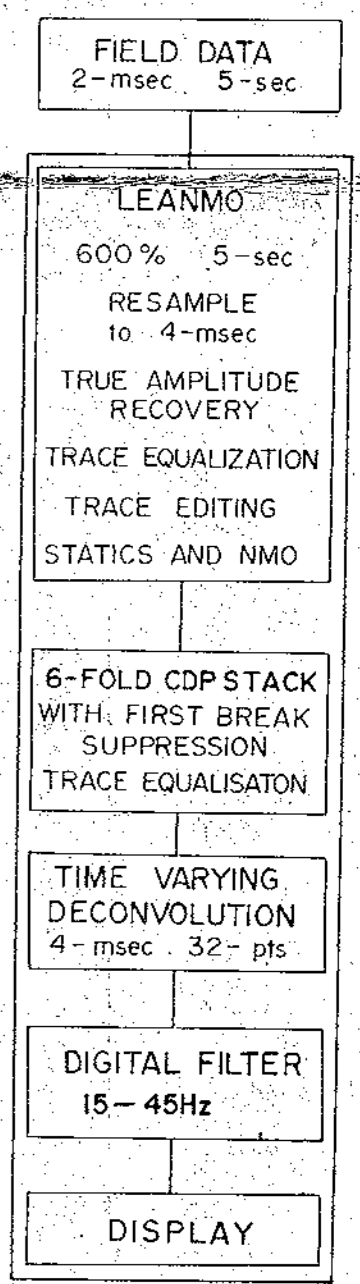 FIELD DATA
2-msec 5-sec
LEANMO
600% 5-sec
RESAMPLE
to 4-msec
TRUE AMPLITUDE
RECOVERY
TRACE EQUALIZATION
TRACE EDITING
STATICS AND NMO
6-FOLD CDP STACK
WITH FIRST BREAK
SUPPRESSION
TRACE EQUALISATON
TIME VARYING
DECONVOLUTION
4-msec 32-pts
DIGITAL FILTER
15-45Hz
DISPLAY